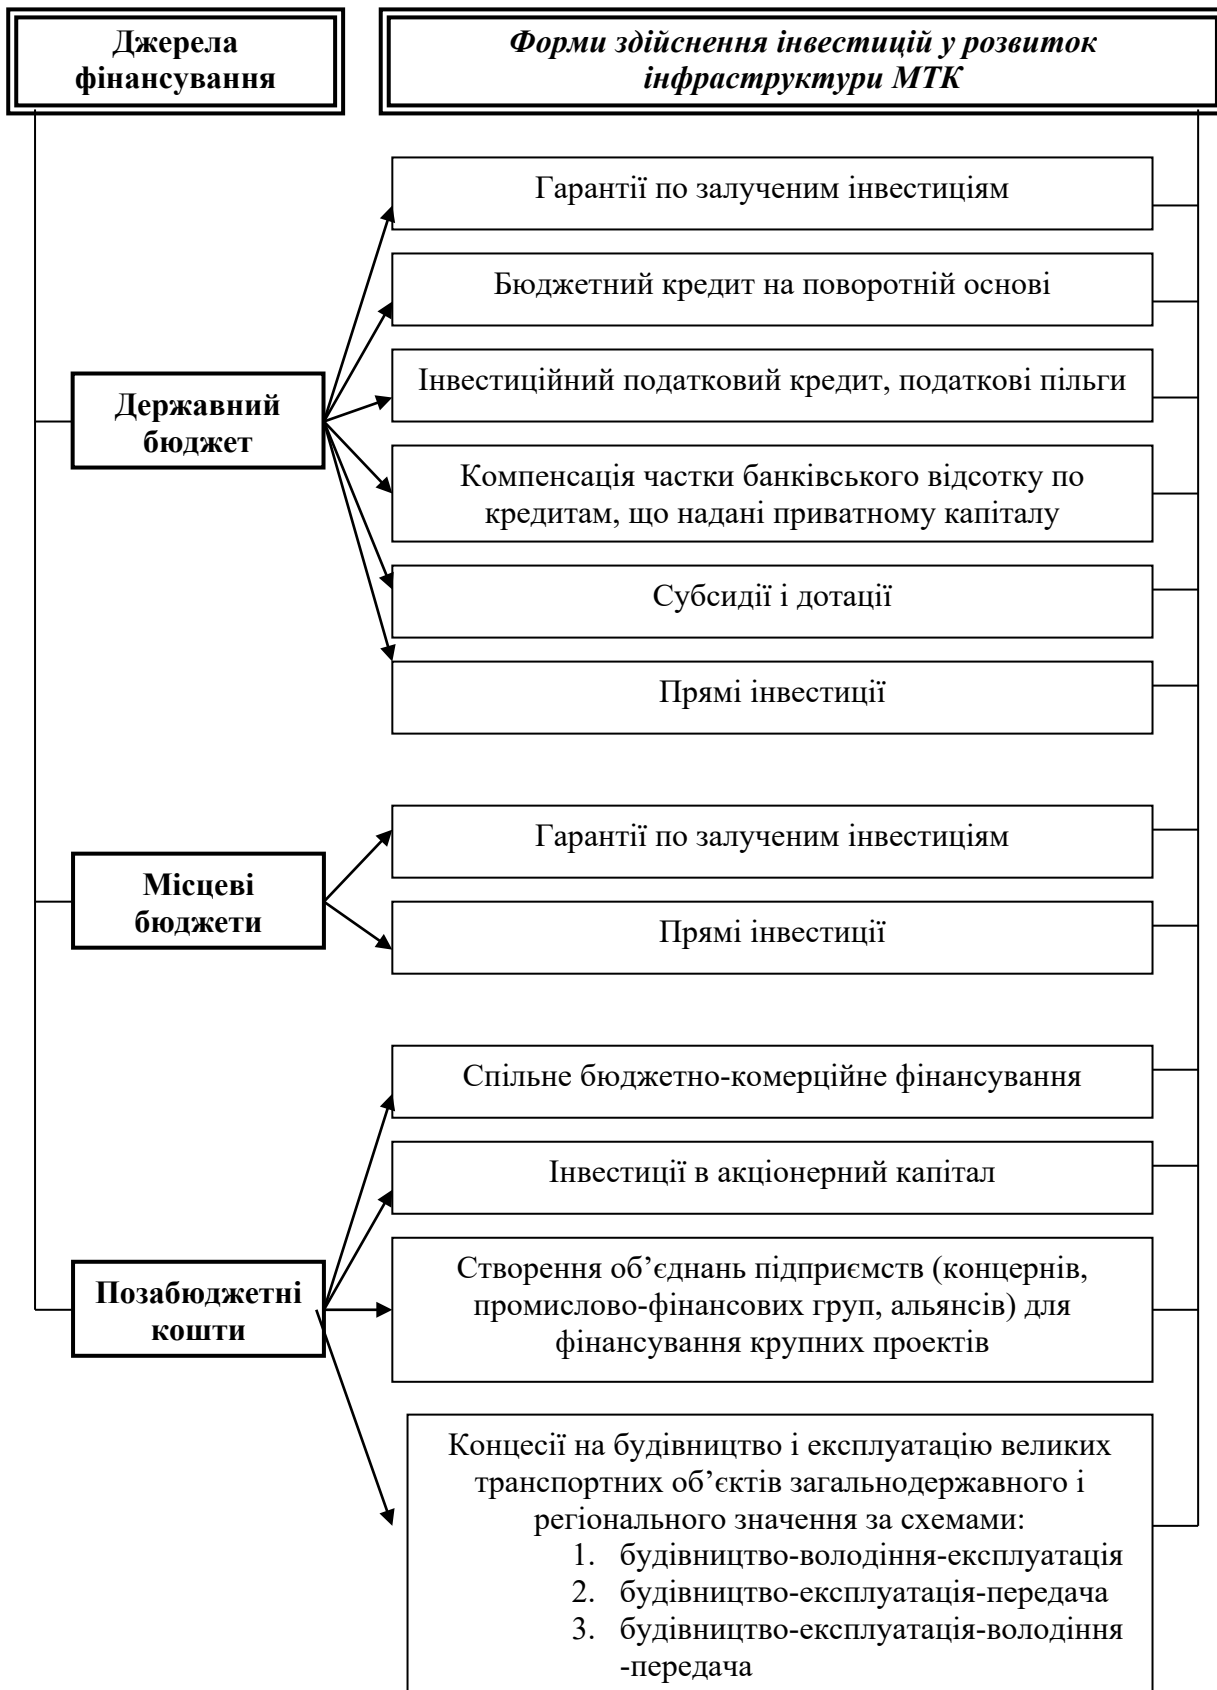 Джерела
фінансування
Форми здійснення інвестицій у розвиток
інфраструктури МТК
Гарантії по залученим інвестиціям
Бюджетний кредит на поворотній основі
Інвестиційний податковий кредит, податкові пільги
Державний
бюджет
Компенсація частки банківського відсотку по
кредитам, що надані приватному капіталу
Субсидії і дотації
Прямі інвестиції
Гарантії по залученим інвестиціям
Місцеві
бюджети
Прямі інвестиції
Спільне бюджетно-комерційне фінансування
Інвестиції в акціонерний капітал
Позабюджетні
кошти
Створення об’єднань підприємств (концернів,
промислово-фінансових груп, альянсів) для
фінансування крупних проектів
Концесії на будівництво і експлуатацію великих
транспортних об’єктів загальнодержавного і
регіонального значення за схемами:
1. будівництво-володіння-експлуатація
2. будівництво-експлуатація-передача
3. будівництво-експлуатація-володіння
-передача